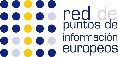 red de
puntos de
información
europeos